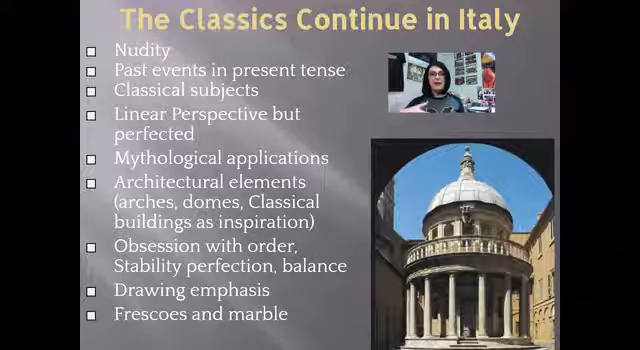 The Classics Continue in Italy
Nudity
Past events in present tense
Classical subjects
Linear Perspective but
perfected
Mythological applications
Architectural elements
(arches, domes, Classical
buildings as inspiration)
Obsession with order,
Stability perfection, balance
Drawing emphasis
Frescoes and marble